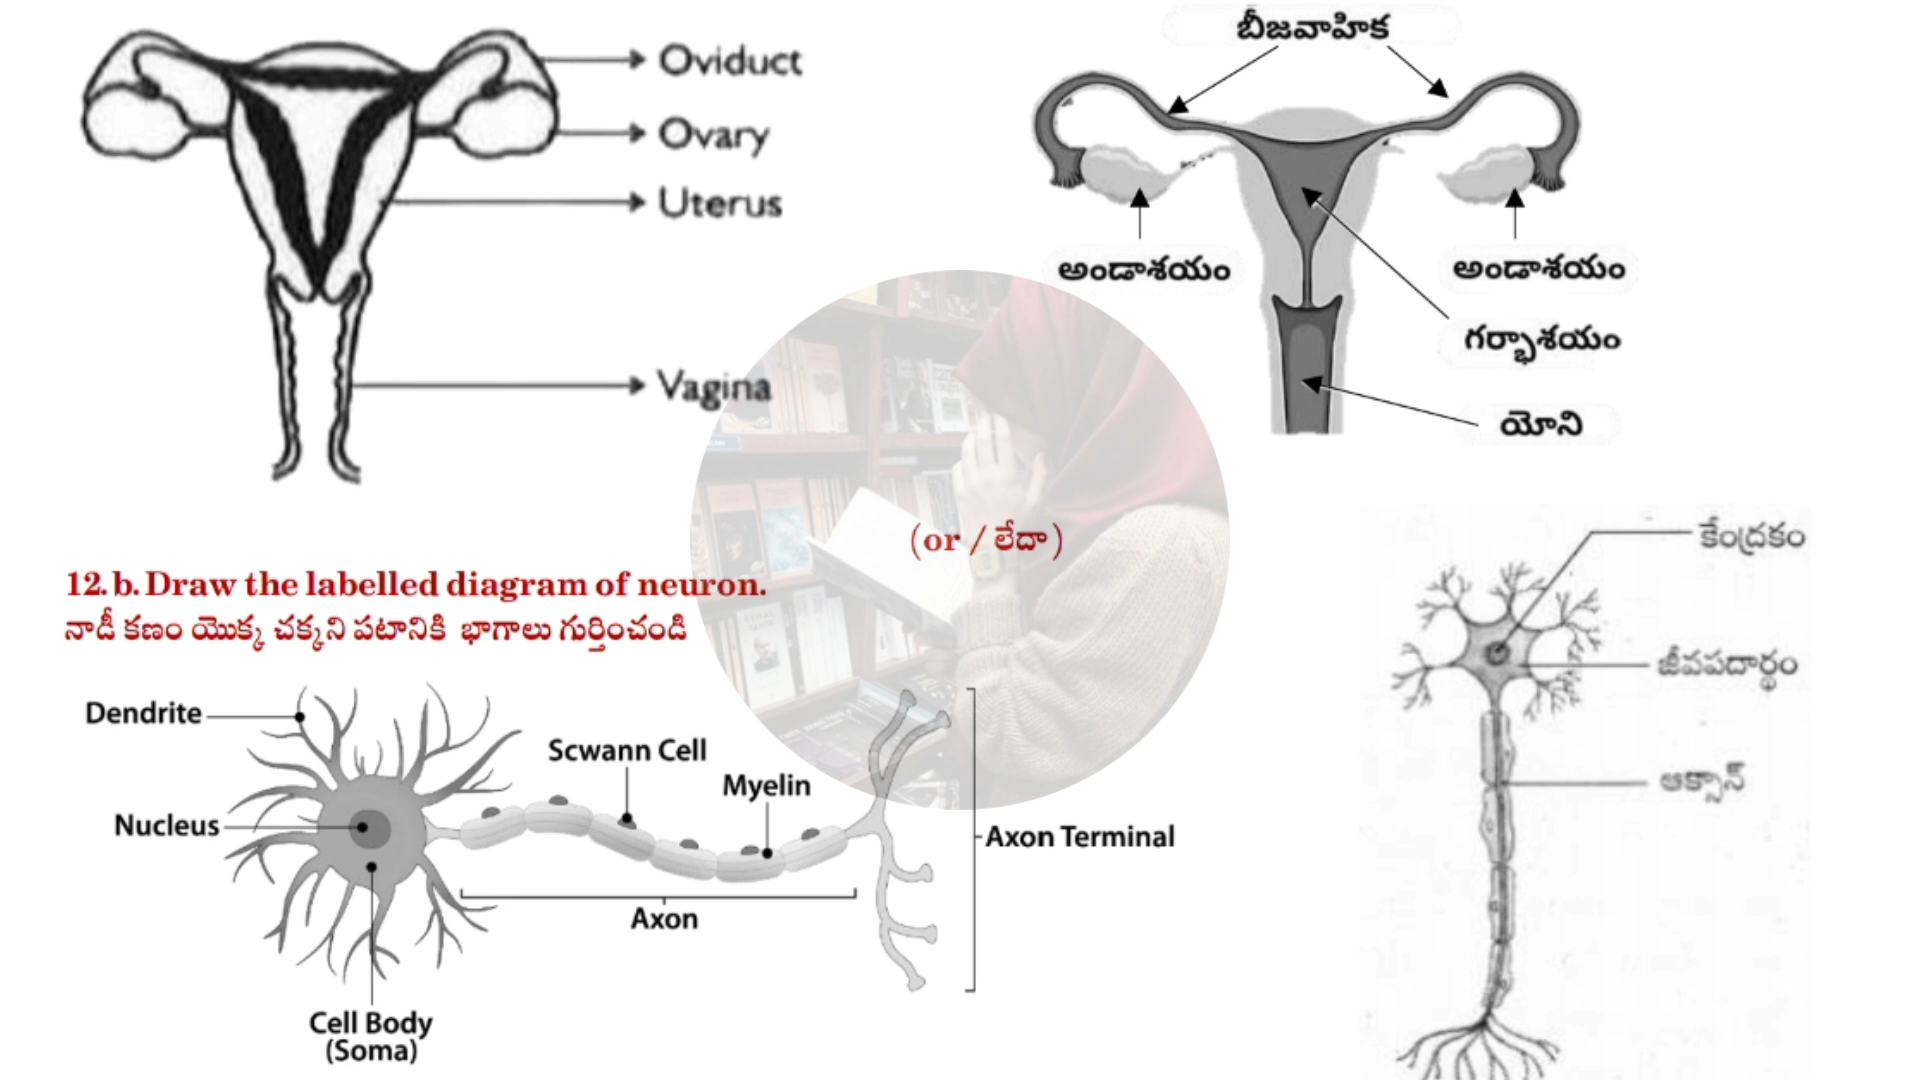 Oviduct
Ovary
Uterus
Vagina
బీజవాహిక
అండాశయం
అండాశయం
గర్భాశయం
యోని
(or / లేదా)
12. b. Draw the labelled diagram of neuron.
నాడీ కణం యొక్క చక్కని పటానికి భాగాలు గుర్తించండి
Dendrite
Scwann Cell
Myelin
Nucleus
Axon Terminal
Axon
Cell Body
(Soma)
కేంద్రకం
జీవపదార్థం
ఆక్సాన్